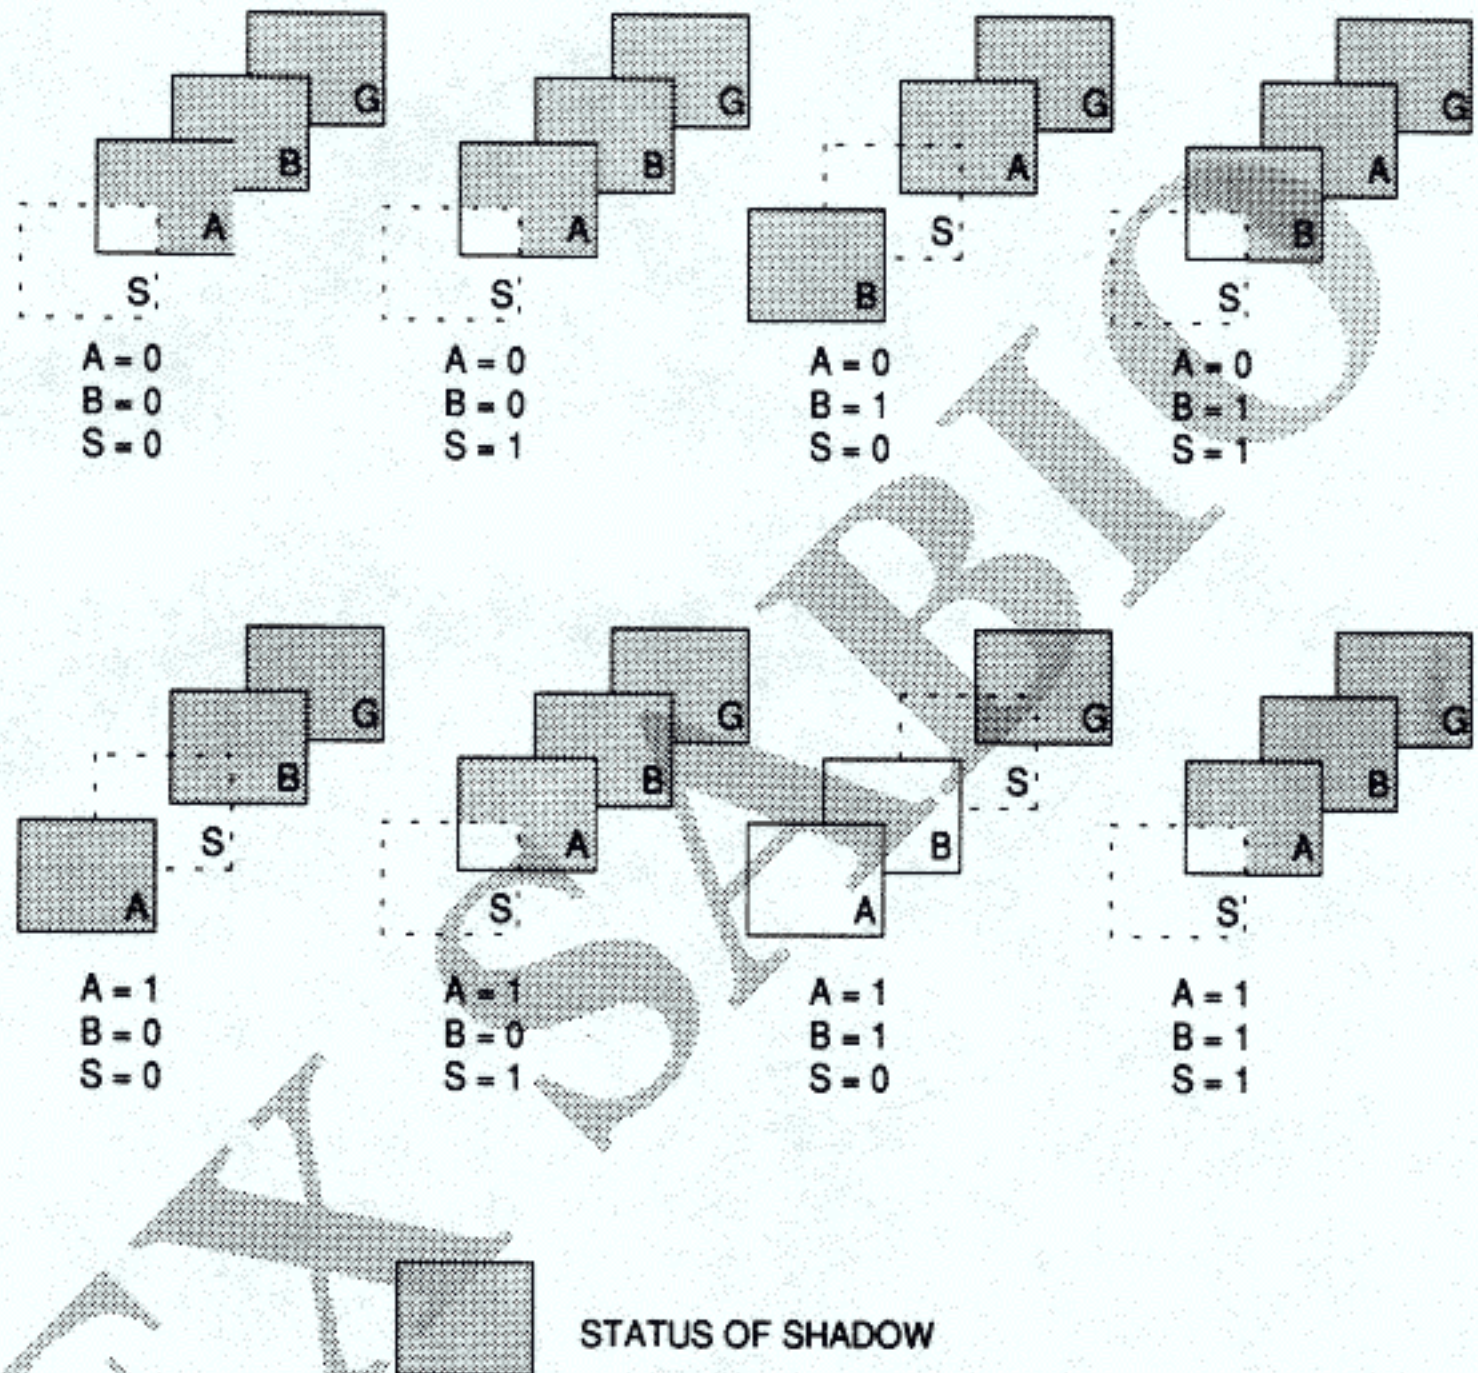 G G G G
B B A A
A A S B
S S B S
A = 0 A = 0 A = 0 A = 0
B = 0 B = 0 B = 1 B = 1
S = 0 S = 1 S = 0 S = 1
G G G G
B B S B
S A B A
A S A S
A = 1 A = 1 A = 1 A = 1
B = 0 B = 0 B = 1 B = 1
S = 0 S = 1 S = 0 S = 1
STATUS OF SHADOW